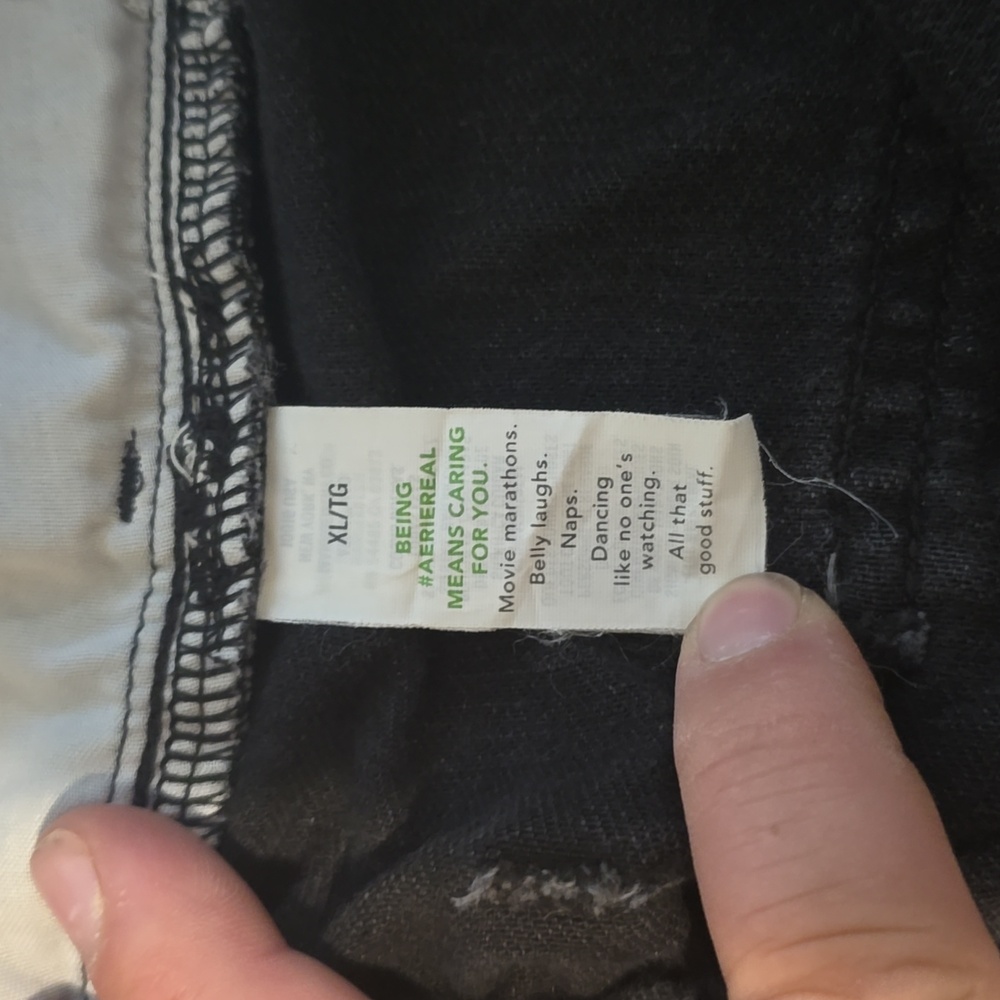 XL/TG
BEING
#AERIEREAL
MEANS CARING
FOR YOU.
Movie marathons.
Belly laughs.
Naps.
Dancing
like no one's
watching.
All that
good stuff.